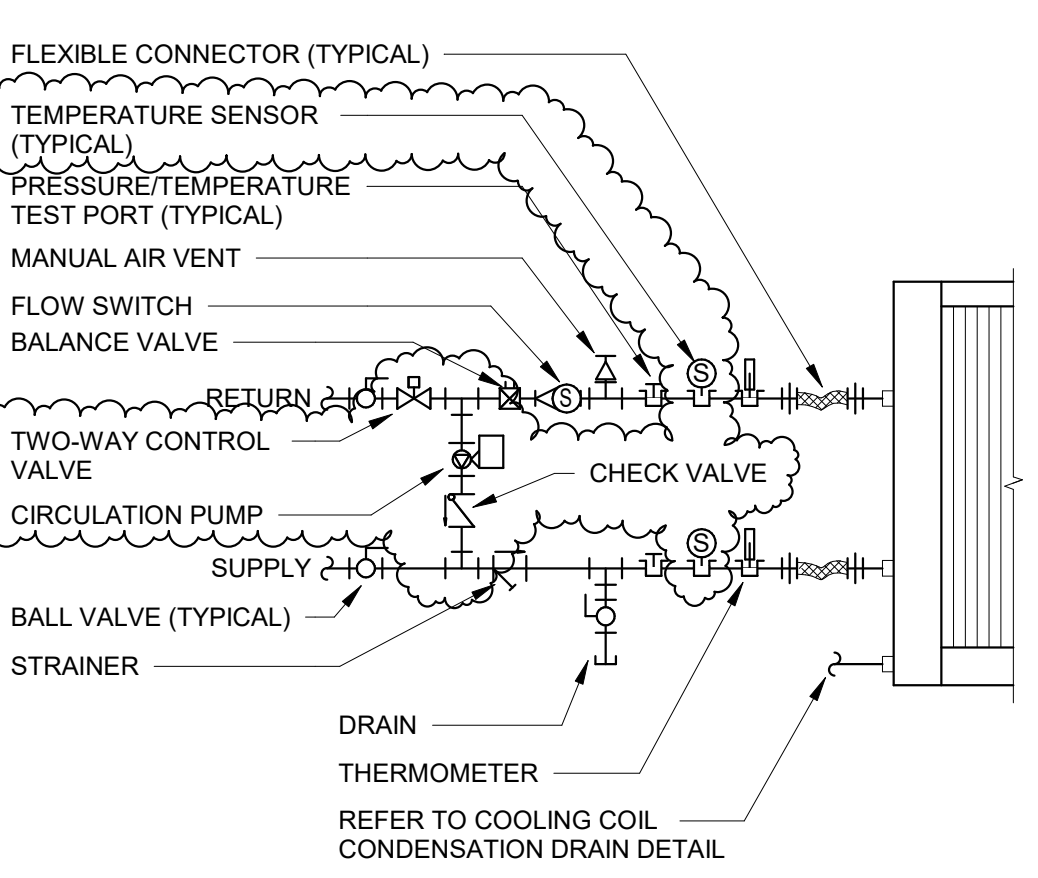 FLEXIBLE CONNECTOR (TYPICAL)
TEMPERATURE SENSOR
(TYPICAL)
PRESSURE/TEMPERATURE
TEST PORT (TYPICAL)
MANUAL AIR VENT
FLOW SWITCH
BALANCE VALVE
S
RETURN
S
TWO-WAY CONTROL
VALVE
CHECK VALVE
CIRCULATION PUMP
S
SUPPLY
BALL VALVE (TYPICAL)
STRAINER
DRAIN
THERMOMETER
REFER TO COOLING COIL
CONDENSATION DRAIN DETAIL